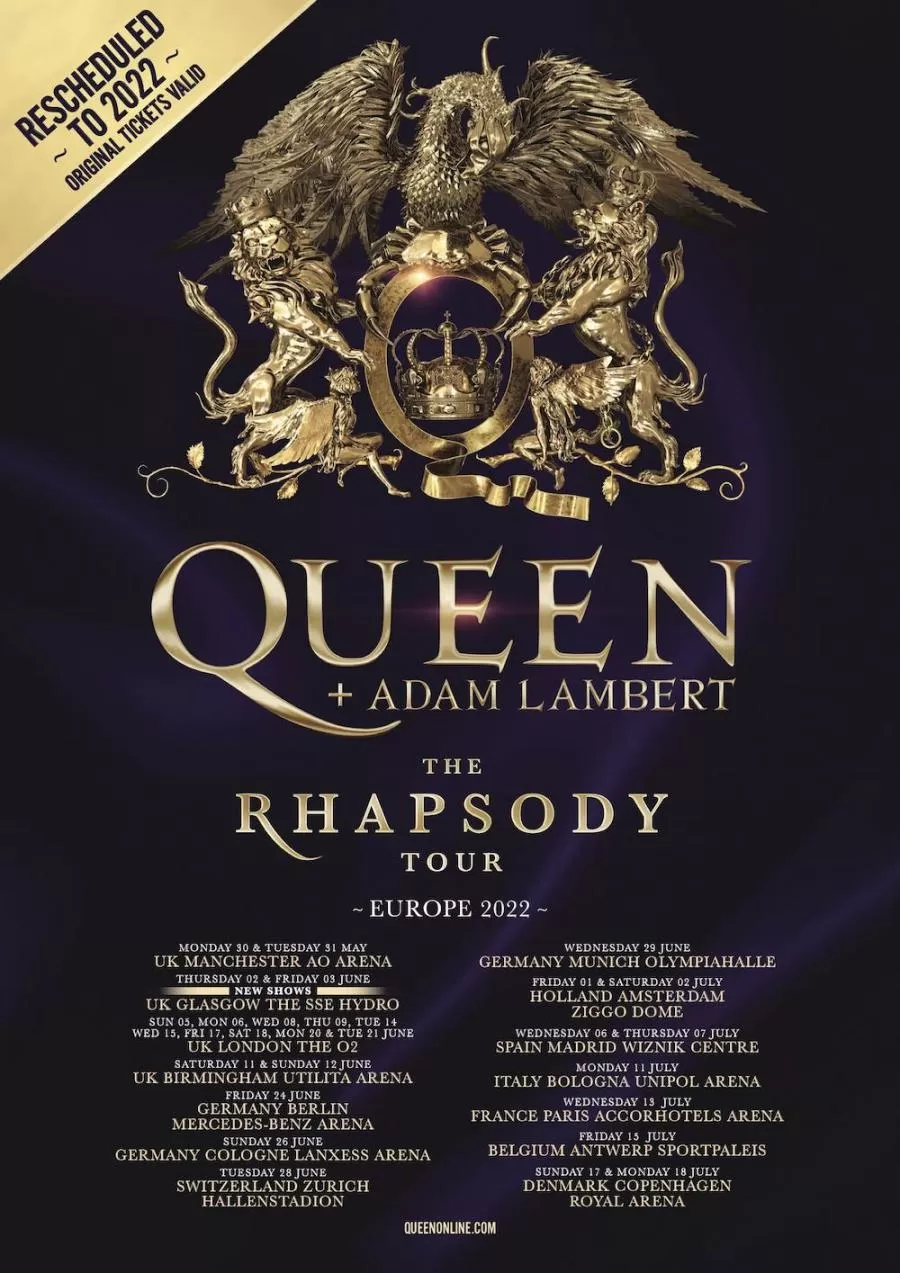 RESCHEDULED
~ TO 2022 ~
ORIGINAL TICKETS VALID
QUEEN
+ ADAM LAMBERT
THE
RHAPSODY
TOUR
~ EUROPE 2022 ~
MONDAY 30 & TUESDAY 31 MAY
UK MANCHESTER AO ARENA
THURSDAY 02 & FRIDAY 03 JUNE
NEW SHOWS
UK GLASGOW THE SSE HYDRO
SUN 05, MON 06, WED 08, THU 09, TUE 14
WED 15, FRI 17, SAT 18, MON 20 & TUE 21 JUNE
UK LONDON THE O2
SATURDAY 11 & SUNDAY 12 JUNE
UK BIRMINGHAM UTILITA ARENA
FRIDAY 24 JUNE
GERMANY BERLIN
MERCEDES-BENZ ARENA
SUNDAY 26 JUNE
GERMANY COLOGNE LANXESS ARENA
TUESDAY 28 JUNE
SWITZERLAND ZURICH
HALLENSTADION
WEDNESDAY 29 JUNE
GERMANY MUNICH OLYMPIAHALLE
FRIDAY 01 & SATURDAY 02 JULY
HOLLAND AMSTERDAM
ZIGGO DOME
WEDNESDAY 06 & THURSDAY 07 JULY
SPAIN MADRID WIZNIK CENTRE
MONDAY 11 JULY
ITALY BOLOGNA UNIPOL ARENA
WEDNESDAY 13 JULY
FRANCE PARIS ACCORHOTELS ARENA
FRIDAY 15 JULY
BELGIUM ANTWERP SPORTPALEIS
SUNDAY 17 & MONDAY 18 JULY
DENMARK COPENHAGEN
ROYAL ARENA
QUEENONLINE.COM